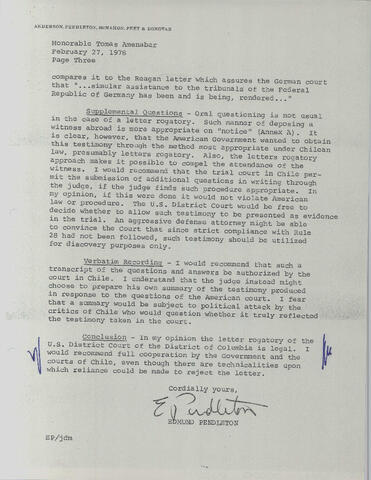 ANDERSON, PENDLETON, MCMAHON, PEET & DONOVAN
Honorable Tomás Amenabar
February 27, 1976
Page Three
compares it to the Reagan letter which assures the German court
that "...simular assistance to the tribunals of the Federal
Republic of Germany has been and is being, rendered..."
Supplemental Questions - Oral questioning is not usual
in the case of a letter rogatory. Such manner of deposing a
witness abroad is more appropriate on "notice" (Annex A). It
is clear, however, that the American Government wanted to obtain
this testimony through the method most appropriate under Chilean
law, presumably letters rogatory. Also, the letters rogatory
approach makes it possible to compel the attendance of the
witness. I would recommend that the trial court in Chile per-
mit the submission of additional questions in writing through
the judge, if the judge finds such procedure appropriate. In
my opinion, if this were done it would not violate American
law or procedure. The U.S. District Court would be free to
decide whether to allow such testimony to be presented as evidence
in the trial. An aggressive defense attorney might be able
to convince the Court that since strict compliance with Rule
28 had not been followed, such testimony should be utilized
for discovery purposes only.
Verbatim Recording - I would recommend that such a
transcript of the questions and answers be authorized by the
court in Chile. I understand that the judge instead might
choose to prepare his own summary of the testimony produced
in response to the questions of the American court. I fear
that a summary would be subject to political attack by the
critics of Chile who would question whether it truly reflected
the testimony taken in the court.
Conclusion - In my opinion the letter rogatory of the
U.S. District Court of the District of Columbia is legal. I
would recommend full cooperation by the Government and the
courts of Chile, even though there are technicalities upon
which reliance could be made to reject the letter.
Cordially yours,
E Pendleton
EDMUND PENDLETON
EP/jdm